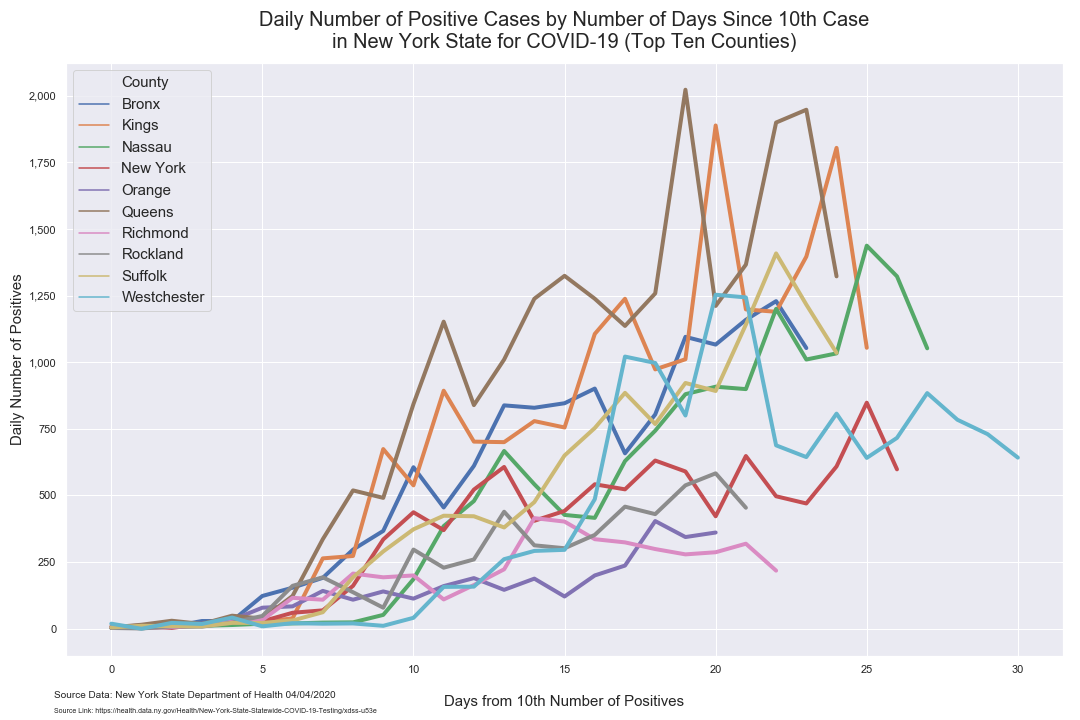 Daily Number of Positive Cases by Number of Days Since 10th Case
in New York State for COVID-19 (Top Ten Counties)
County
Bronx
Kings
Nassau
New York
Orange
Queens
Richmond
Rockland
Suffolk
Westchester
Daily Number of Positives
2,000
1,750
1,500
1,250
1,000
750
500
250
0
0 5 10 15 20 25 30
Days from 10th Number of Positives
Source Data: New York State Department of Health 04/04/2020
Source Link: https://health.data.ny.gov/Health/New-York-State-Statewide-COVID-19-Testing/xdss-u53e